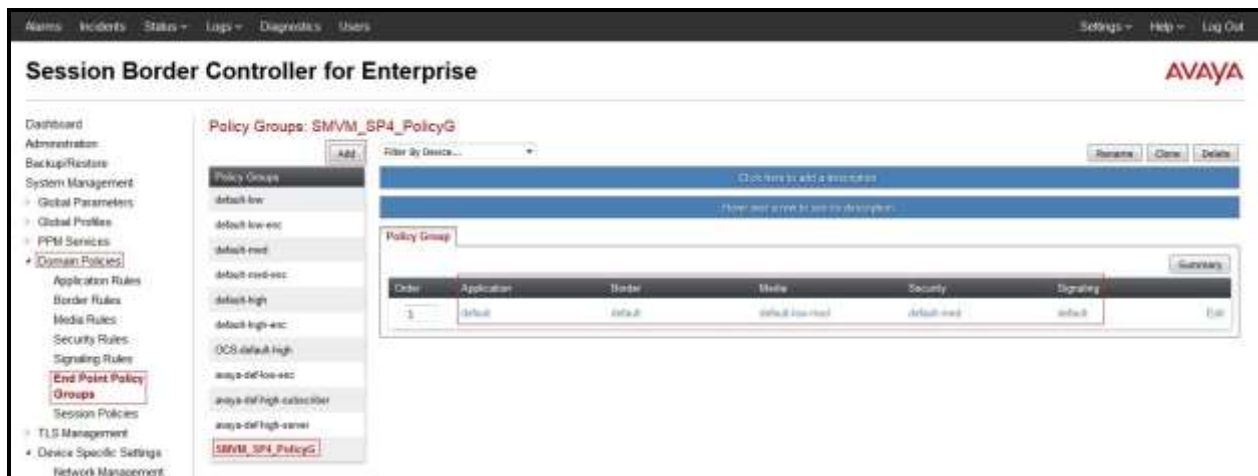 Alarms Incidents Status Logs Diagnostics Users Settings Help Log Out
Session Border Controller for Enterprise
AVAYA
Dashboard
Administration
Backup/Restore
System Management
Global Parameters
Global Profiles
PPM Services
Domain Policies
Application Rules
Border Rules
Media Rules
Security Rules
Signaling Rules
End Point Policy
Groups
Session Policies
TLS Management
Device Specific Settings
Network Management
Policy Groups: SMVM_SP4_PolicyG
Add
Filter By Device...
Rename Clone Delete
Policy Groups
default-low
default-low-enc
default-med
default-med-enc
default-high
default-high-enc
OCS-default-high
avaya-def-low-enc
avaya-def-high-subscriber
avaya-def-high-server
SMVM_SP4_PolicyG
Click here to add a description.
Hover over a row to see its description.
Policy Group
Summary
Order Application Border Media Security Signaling
1 default default default-low-med default-med default Edit